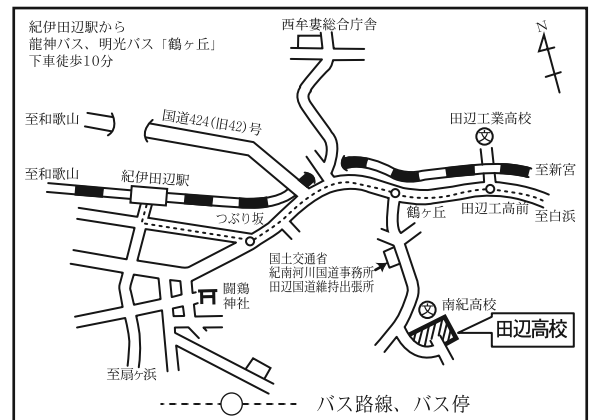 紀伊田辺駅から
龍神バス、明光バス「鶴ヶ丘」
下車徒歩10分
西牟婁総合庁舎
N
至和歌山
国道424(旧42)号
田辺工業高校
文
至和歌山
紀伊田辺駅
至新宮
つぶり坂
鶴ヶ丘
田辺工高前
至白浜
国土交通省
紀南河川国道事務所
田辺国道維持出張所
闘鶏
神社
文
南紀高校
田辺高校
至扇ヶ浜
バス路線、バス停